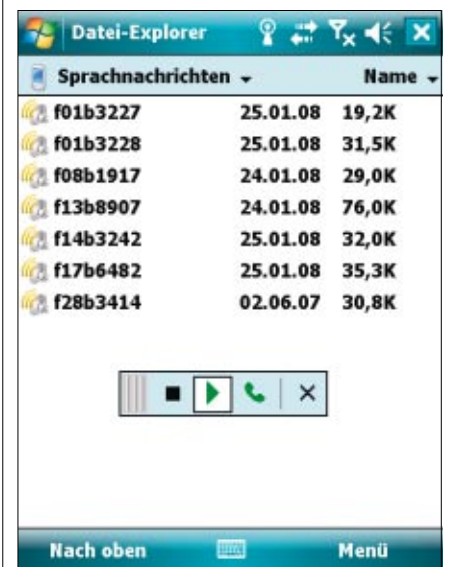 Datei-Explorer
Sprachnachrichten Name
f01b3227 25.01.08 19,2K
f01b3228 25.01.08 31,5K
f08b1917 24.01.08 29,0K
f13b8907 24.01.08 76,0K
f14b3242 25.01.08 32,0K
f17b6482 25.01.08 35,3K
f28b3414 02.06.07 30,8K
Nach oben Menü